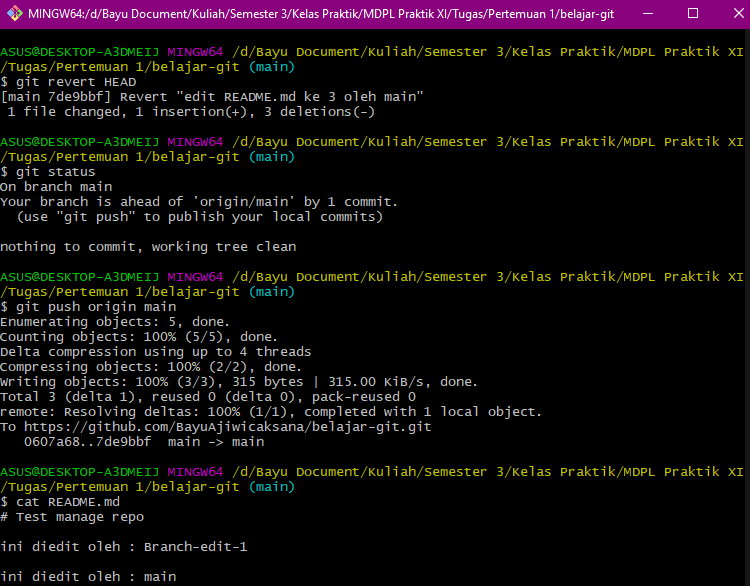 MINGW64:/d/Bayu Document/Kuliah/Semester 3/Kelas Praktik/MDPL Praktik XI/Tugas/Pertemuan 1/belajar-git
ASUS@DESKTOP-A3DMEIJ MINGW64 /d/Bayu Document/Kuliah/Semester 3/Kelas Praktik/MDPL Praktik XI
/Tugas/Pertemuan 1/belajar-git (main)
$ git revert HEAD
[main 7de9bbf] Revert "edit README.md ke 3 oleh main"
 1 file changed, 1 insertion(+), 3 deletions(-)
ASUS@DESKTOP-A3DMEIJ MINGW64 /d/Bayu Document/Kuliah/Semester 3/Kelas Praktik/MDPL Praktik XI
/Tugas/Pertemuan 1/belajar-git (main)
$ git status
On branch main
Your branch is ahead of 'origin/main' by 1 commit.
  (use "git push" to publish your local commits)
nothing to commit, working tree clean
ASUS@DESKTOP-A3DMEIJ MINGW64 /d/Bayu Document/Kuliah/Semester 3/Kelas Praktik/MDPL Praktik XI
/Tugas/Pertemuan 1/belajar-git (main)
$ git push origin main
Enumerating objects: 5, done.
Counting objects: 100% (5/5), done.
Delta compression using up to 4 threads
Compressing objects: 100% (2/2), done.
Writing objects: 100% (3/3), 315 bytes | 315.00 KiB/s, done.
Total 3 (delta 1), reused 0 (delta 0), pack-reused 0
remote: Resolving deltas: 100% (1/1), completed with 1 local object.
To https://github.com/BayuAjiwicaksana/belajar-git.git
   0607a68..7de9bbf  main -> main
ASUS@DESKTOP-A3DMEIJ MINGW64 /d/Bayu Document/Kuliah/Semester 3/Kelas Praktik/MDPL Praktik XI
/Tugas/Pertemuan 1/belajar-git (main)
$ cat README.md
# Test manage repo
ini diedit oleh : Branch-edit-1
ini diedit oleh : main